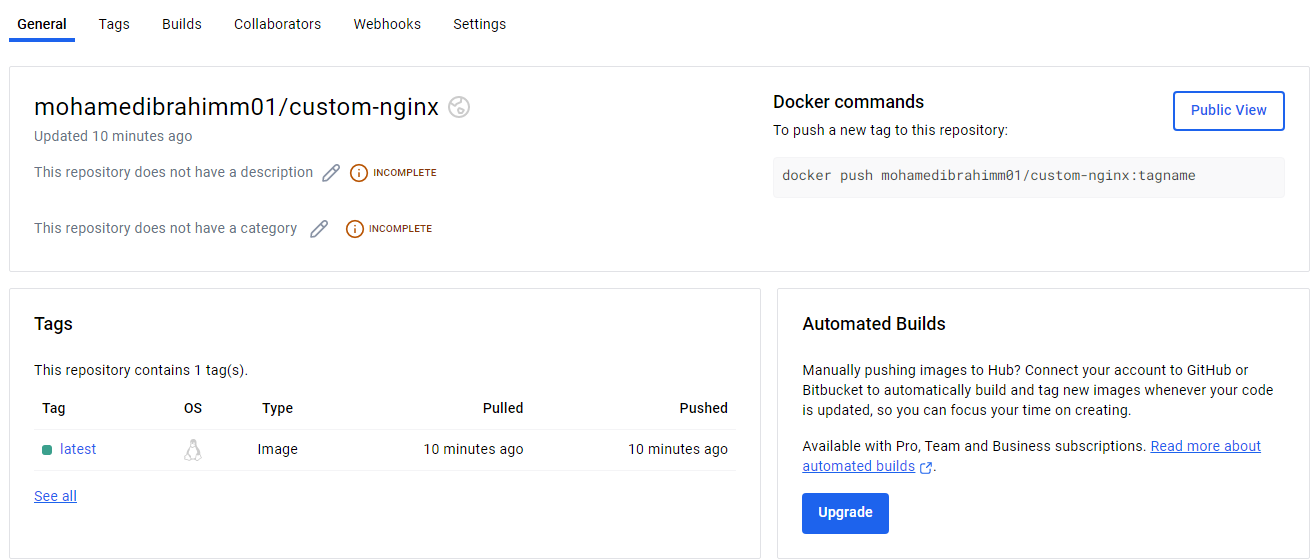 General Tags Builds Collaborators Webhooks Settings
mohamedibrahimm01/custom-nginx
Updated 10 minutes ago
This repository does not have a description INCOMPLETE
This repository does not have a category INCOMPLETE
Docker commands
Public View
To push a new tag to this repository:
docker push mohamedibrahimm01/custom-nginx:tagname
Tags
This repository contains 1 tag(s).
Tag OS Type Pulled Pushed
latest Image 10 minutes ago 10 minutes ago
See all
Automated Builds
Manually pushing images to Hub? Connect your account to GitHub or
Bitbucket to automatically build and tag new images whenever your code
is updated, so you can focus your time on creating.
Available with Pro, Team and Business subscriptions. Read more about
automated builds.
Upgrade